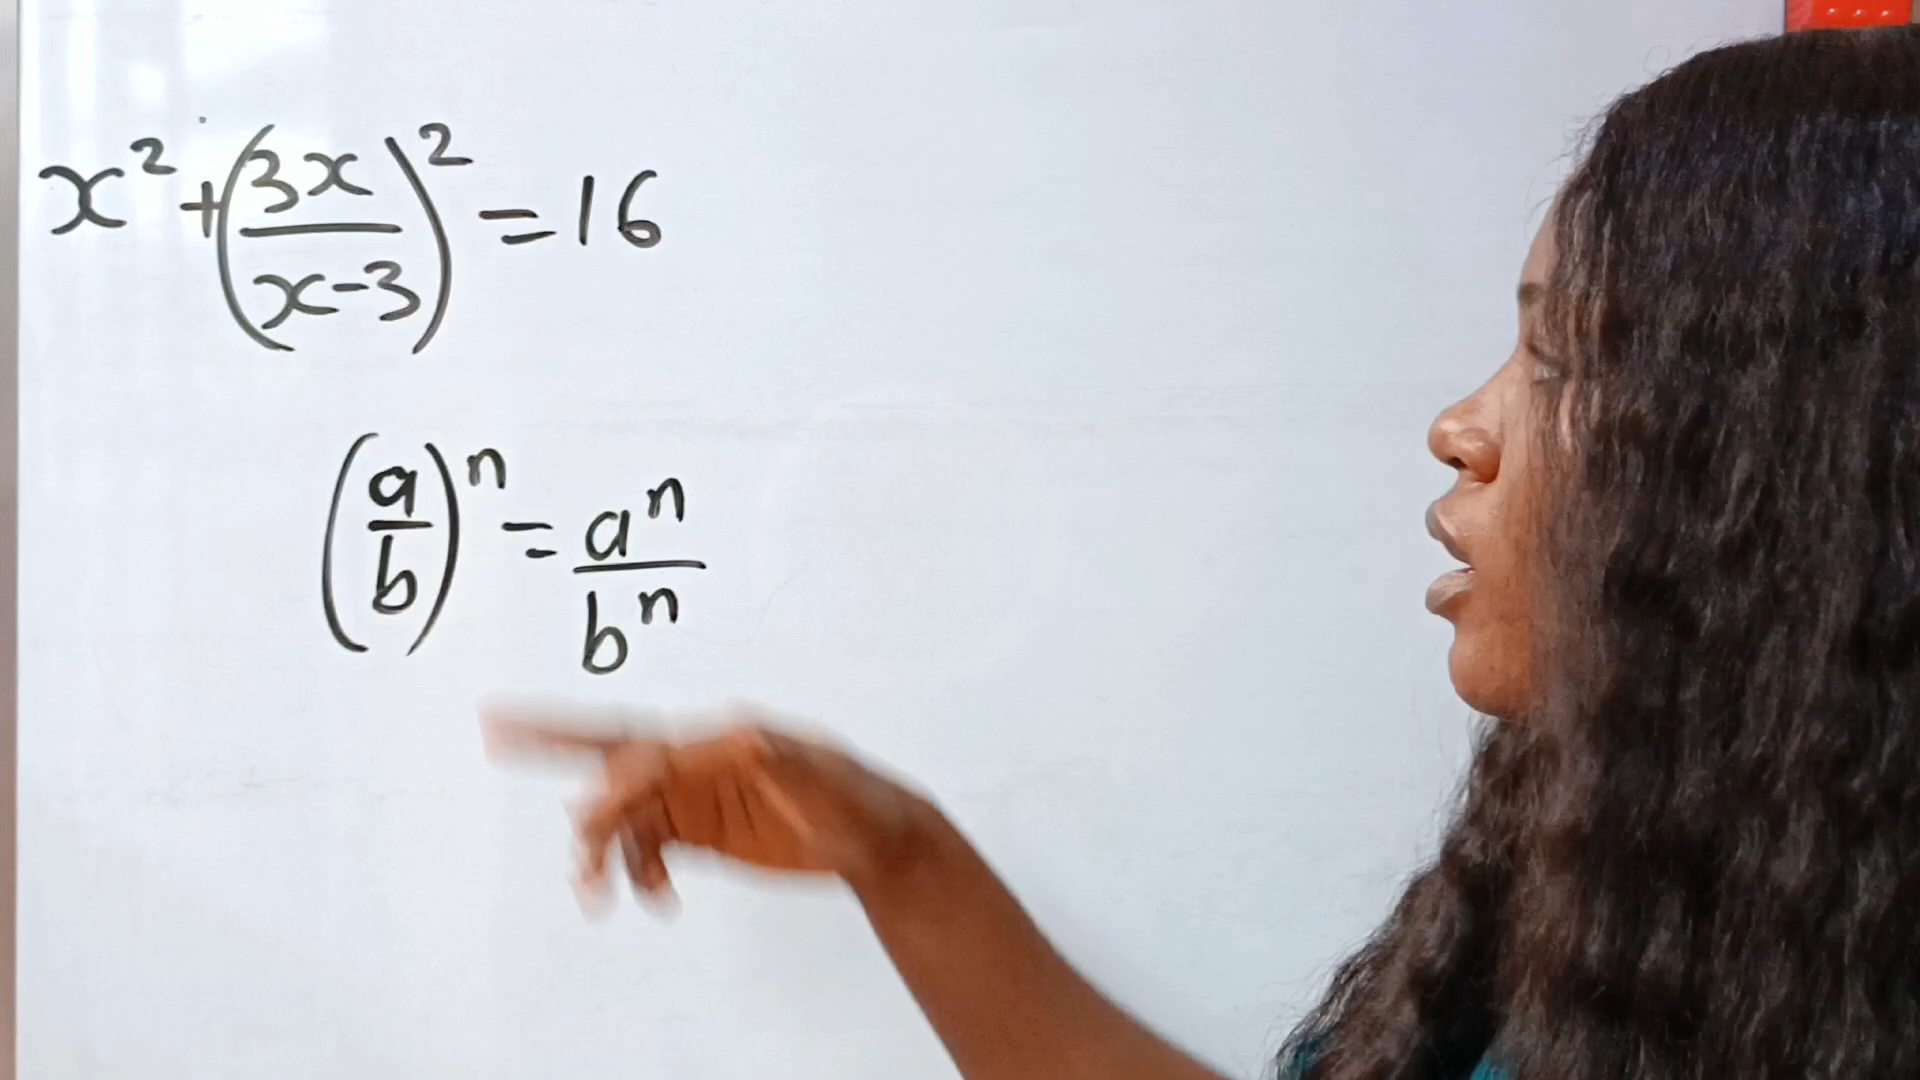 x² + (3x/(x-3))² = 16
(a/b)ⁿ = aⁿ/bⁿ